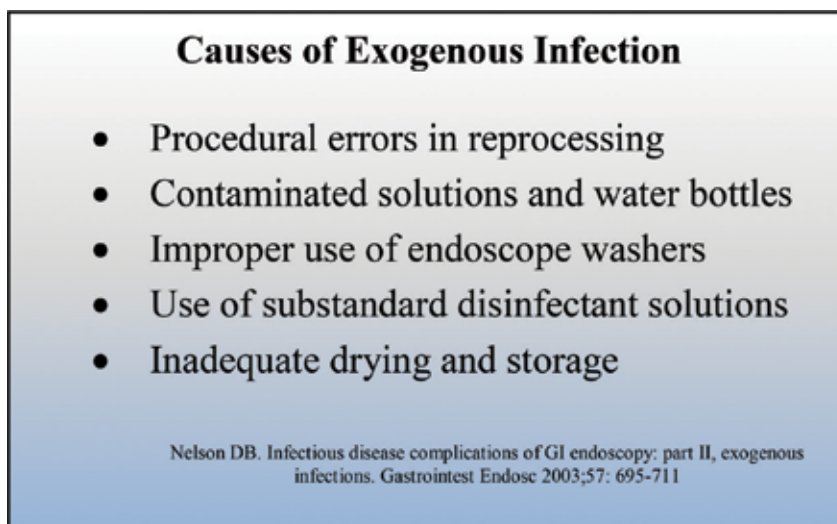 Causes of Exogenous Infection
• Procedural errors in reprocessing
• Contaminated solutions and water bottles
• Improper use of endoscope washers
• Use of substandard disinfectant solutions
• Inadequate drying and storage
Nelson DB. Infectious disease complications of GI endoscopy: part II, exogenous
infections. Gastrointest Endosc 2003;57: 695-711